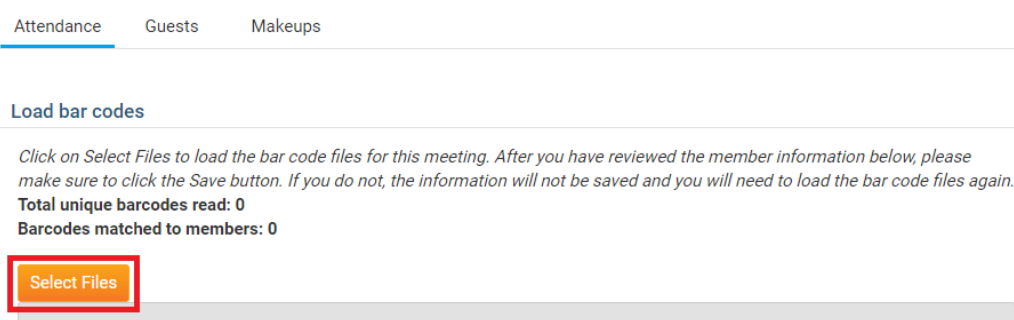 Attendance Guests Makeups
Load bar codes
Click on Select Files to load the bar code files for this meeting. After you have reviewed the member information below, please
make sure to click the Save button. If you do not, the information will not be saved and you will need to load the bar code files again.
Total unique barcodes read: 0
Barcodes matched to members: 0
Select Files